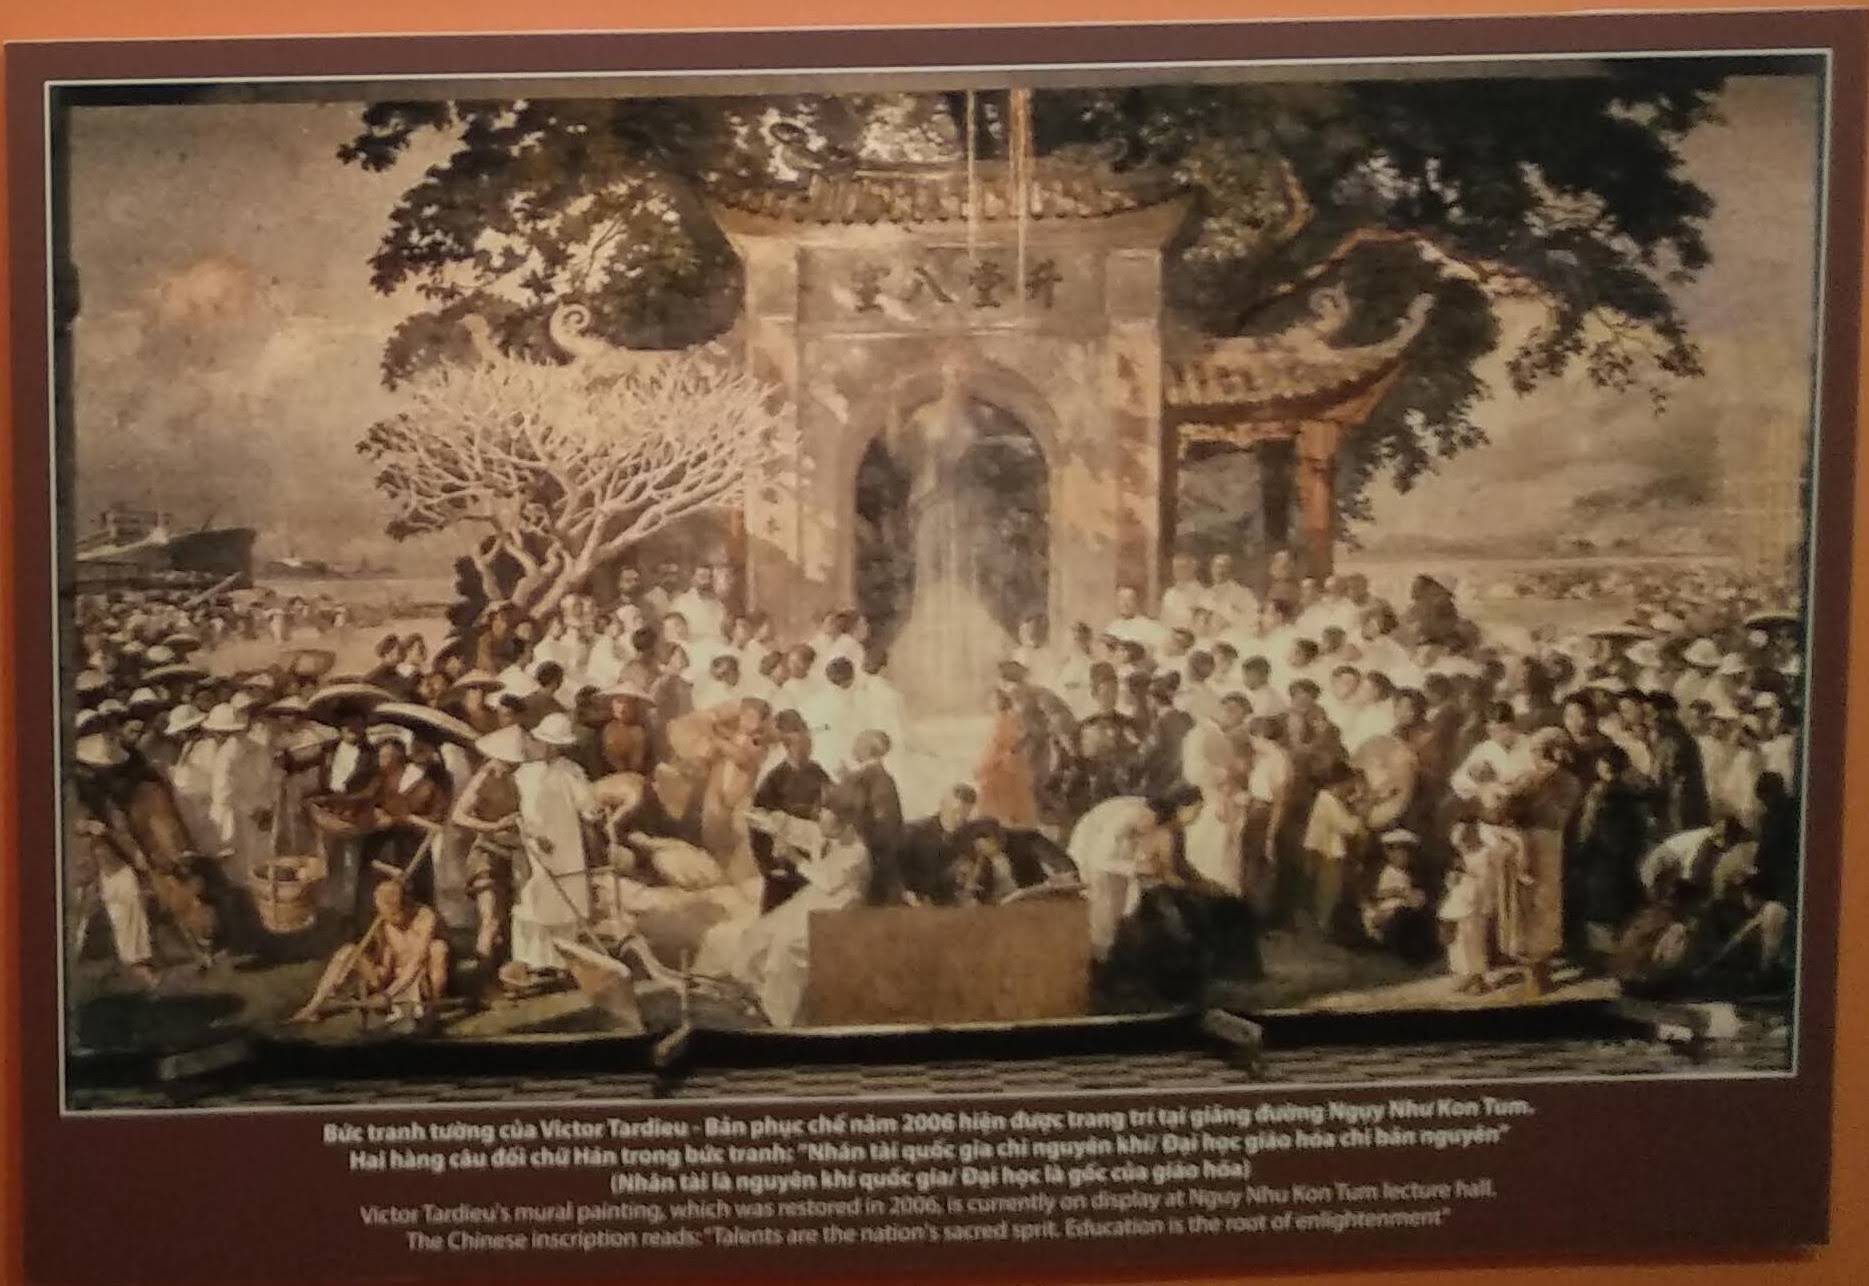 升堂入室
Bức tranh tường của Victor Tardieu - Bản phục chế năm 2006 hiện được trang trí tại giảng đường Ngụy Như Kon Tum.
Hai hàng câu đối chữ Hán trong bức tranh: "Nhân tài quốc gia chi nguyên khí/ Đại học giáo hóa chi bản nguyên"
(Nhân tài là nguyên khí quốc gia/ Đại học là gốc của giáo hóa)
Victor Tardieu's mural painting, which was restored in 2006, is currently on display at Nguy Nhu Kon Tum lecture hall.
The Chinese inscription reads: "Talents are the nation's sacred sprit. Education is the root of enlightenment"